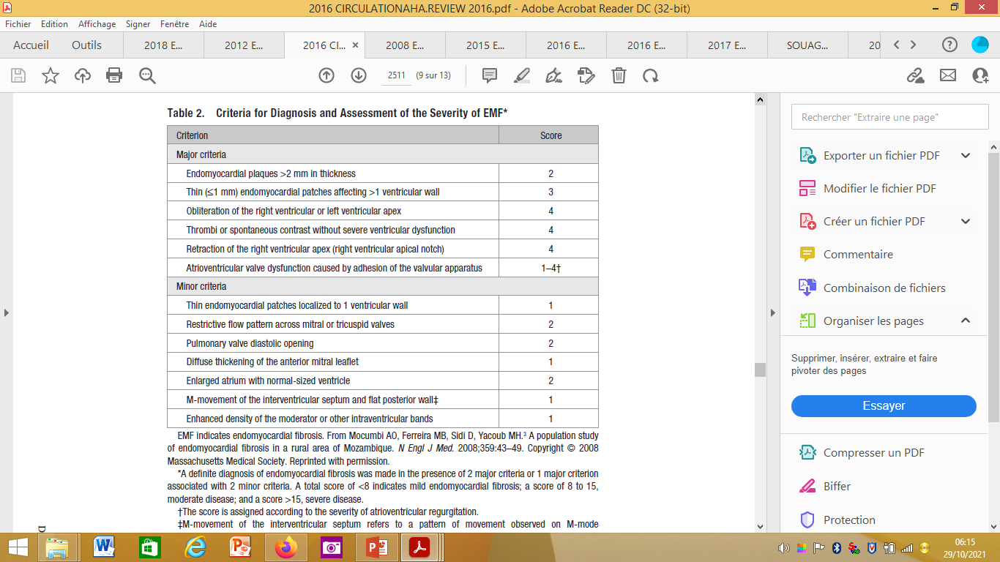 2016 CIRCULATIONAHA.REVIEW 2016.pdf - Adobe Acrobat Reader DC (32-bit)
Fichier Edition Affichage Signer Fenêtre Aide
Accueil Outils 2018 E... 2012 E... 2016 CI... × 2008 E... 2015 E... 2016 E... 2016 E... 2017 E... SOUAG... 20
2511 (9 sur 13)
Table 2. Criteria for Diagnosis and Assessment of the Severity of EMF*
Criterion Score
Major criteria
Endomyocardial plaques >2 mm in thickness 2
Thin (≤1 mm) endomyocardial patches affecting >1 ventricular wall 3
Obliteration of the right ventricular or left ventricular apex 4
Thrombi or spontaneous contrast without severe ventricular dysfunction 4
Retraction of the right ventricular apex (right ventricular apical notch) 4
Atrioventricular valve dysfunction caused by adhesion of the valvular apparatus 1–4†
Minor criteria
Thin endomyocardial patches localized to 1 ventricular wall 1
Restrictive flow pattern across mitral or tricuspid valves 2
Pulmonary valve diastolic opening 2
Diffuse thickening of the anterior mitral leaflet 1
Enlarged atrium with normal-sized ventricle 2
M-movement of the interventricular septum and flat posterior wall‡ 1
Enhanced density of the moderator or other intraventricular bands 1
EMF indicates endomyocardial fibrosis. From Mocumbi AO, Ferreira MB, Sidi D, Yacoub MH.³ A population study
of endomyocardial fibrosis in a rural area of Mozambique. N Engl J Med. 2008;359:43–49. Copyright © 2008
Massachusetts Medical Society. Reprinted with permission.
*A definite diagnosis of endomyocardial fibrosis was made in the presence of 2 major criteria or 1 major criterion
associated with 2 minor criteria. A total score of <8 indicates mild endomyocardial fibrosis; a score of 8 to 15,
moderate disease; and a score >15, severe disease.
†The score is assigned according to the severity of atrioventricular regurgitation.
‡M-movement of the interventricular septum refers to a pattern of movement observed on M-mode
D
Rechercher "Extraire une page"
Exporter un fichier PDF
Modifier le fichier PDF
Créer un fichier PDF
Commentaire
Combinaison de fichiers
Organiser les pages
Supprimer, insérer, extraire et faire
pivoter des pages
Essayer
Compresser un PDF
Biffer
Protection
06:15
29/10/2021